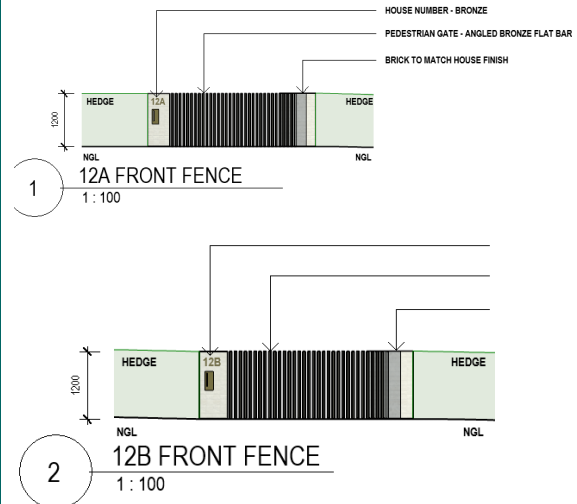 HOUSE NUMBER - BRONZE
PEDESTRIAN GATE - ANGLED BRONZE FLAT BAR
BRICK TO MATCH HOUSE FINISH
HEDGE
12A
HEDGE
1200
NGL
NGL
1
12A FRONT FENCE
1 : 100
HEDGE
12B
HEDGE
1200
NGL
NGL
2
12B FRONT FENCE
1 : 100